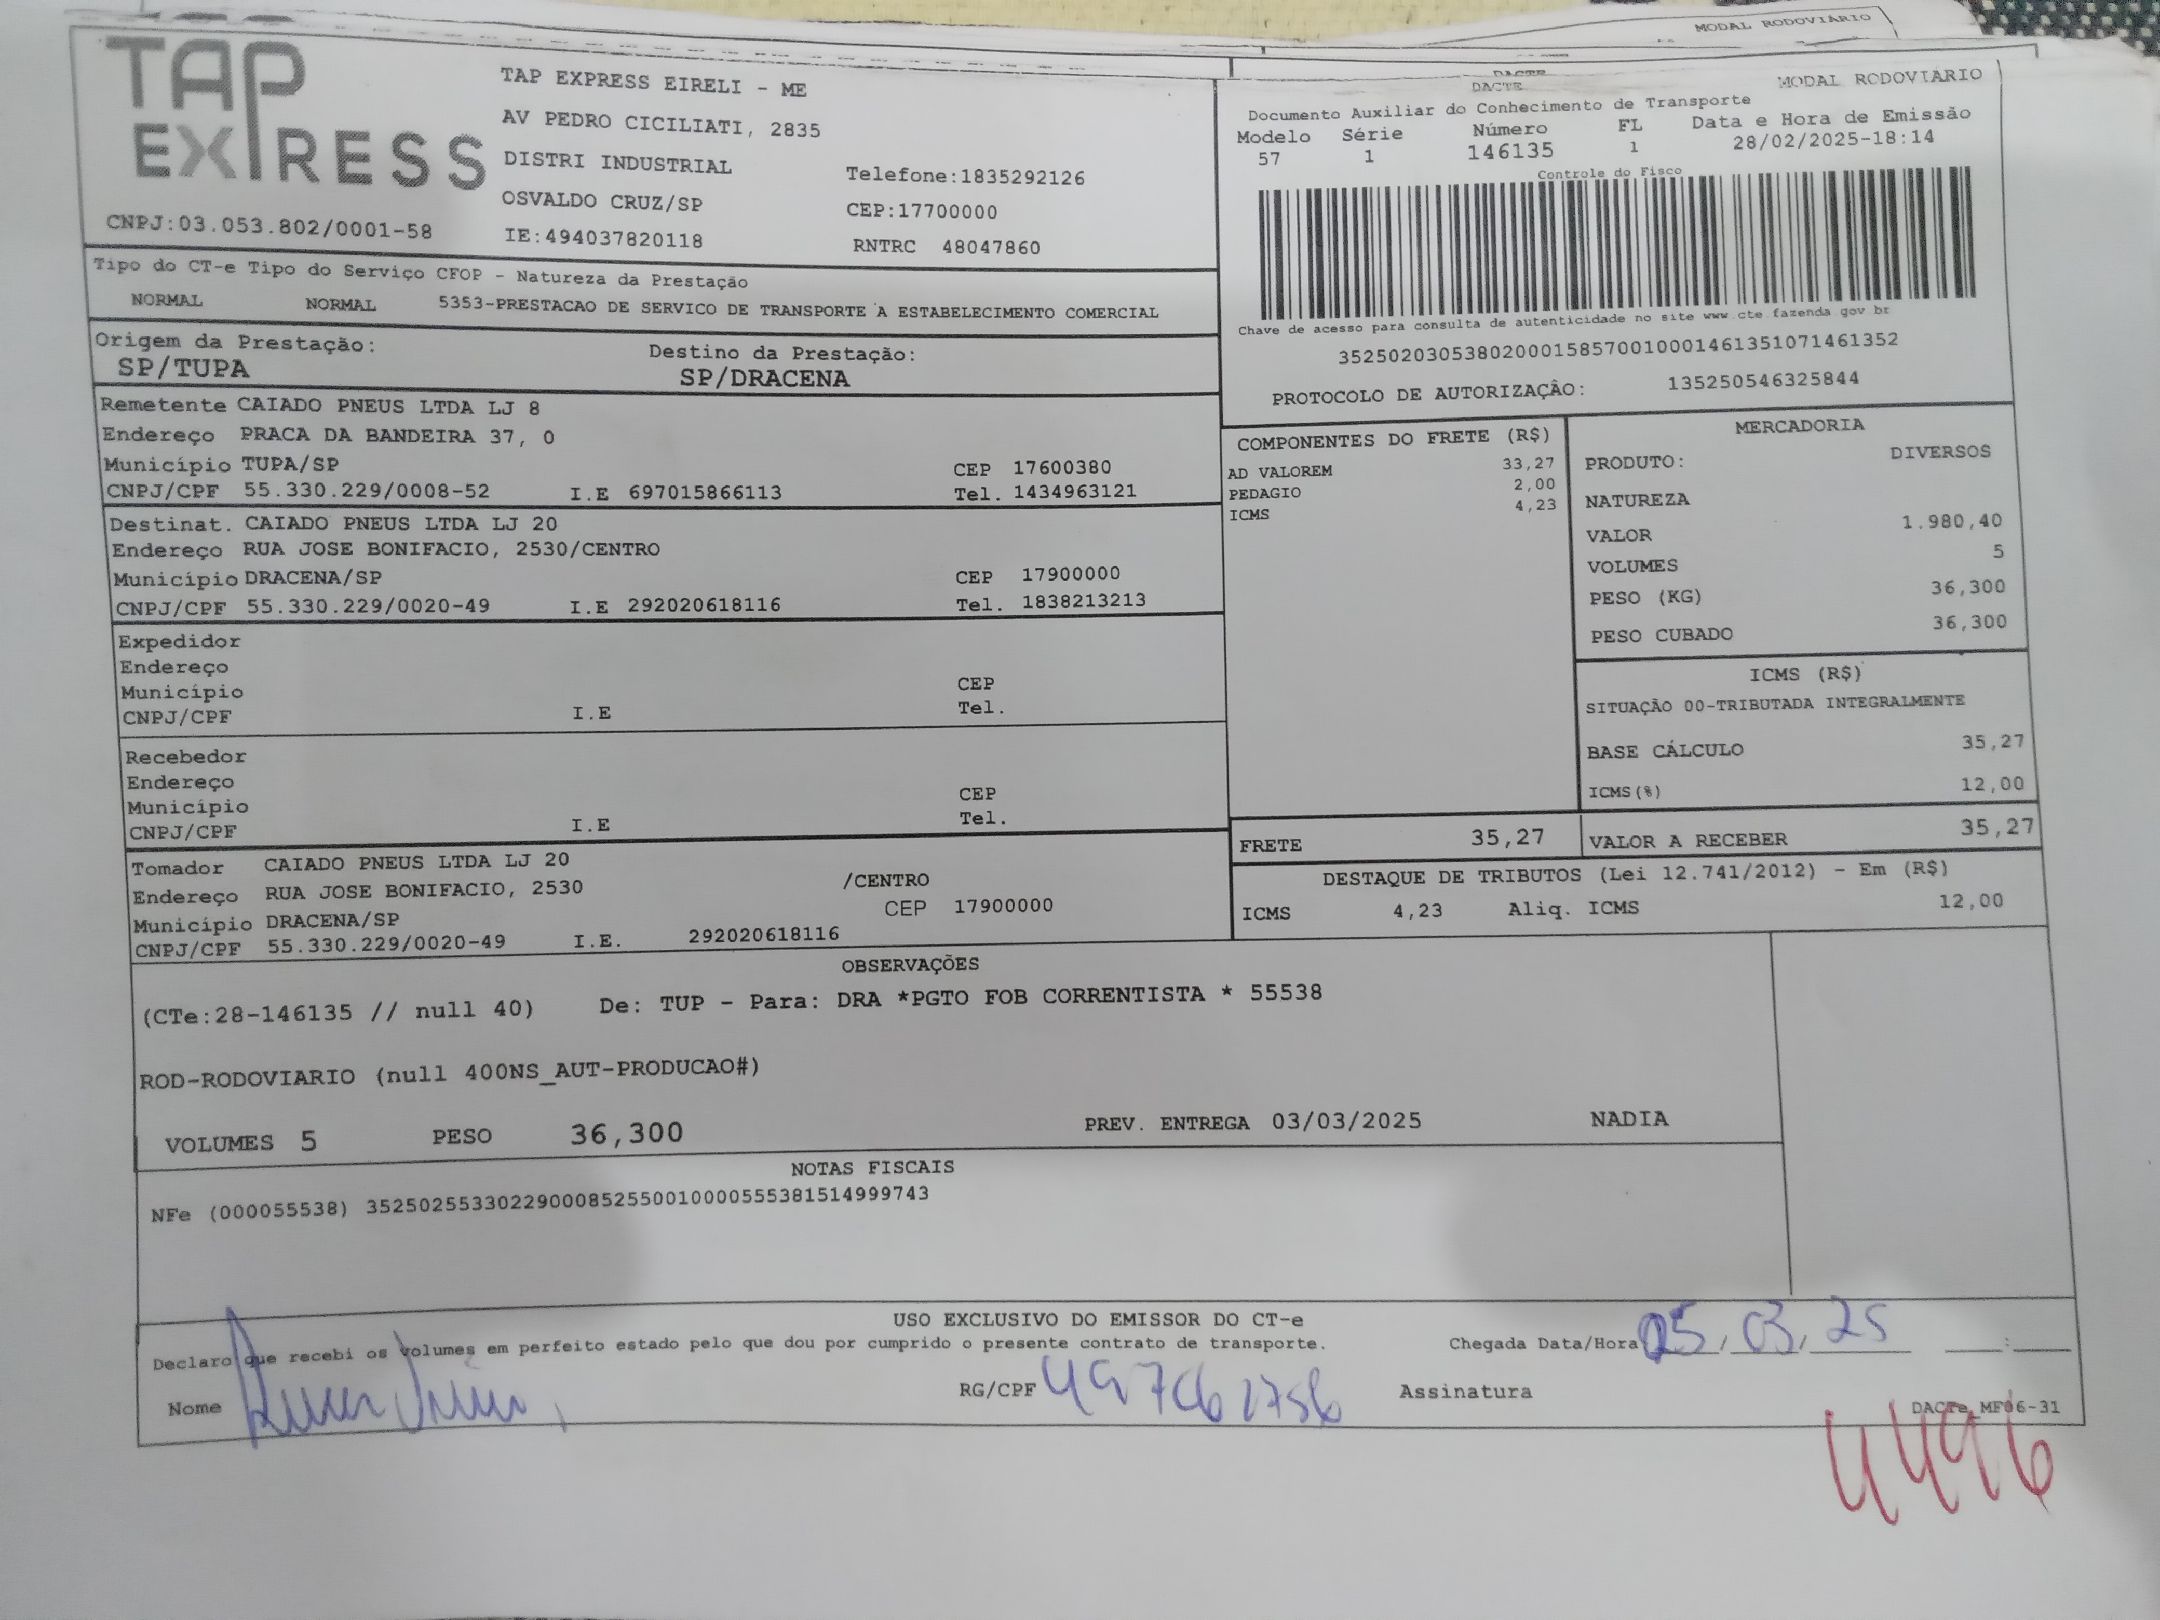 MODAL RODOVIARIO
TAP
EXPRESS
CNPJ:03.053.802/0001-58
TAP EXPRESS EIRELI - ME
AV PEDRO CICILIATI, 2835
DISTRI INDUSTRIAL
Telefone:1835292126
OSVALDO CRUZ/SP
CEP:17700000
IE:494037820118
RNTRC 48047860
DACTE
DACTE
MODAL RODOVIARIO
Documento Auxiliar do Conhecimento de Transporte
Modelo Série Número FL Data e Hora de Emissão
57 1 146135 1 28/02/2025-18:14
Controle do Fisco
Chave de acesso para consulta de autenticidade no site www.cte.fazenda.gov.br
35250203053802000158570010001461351071461352
PROTOCOLO DE AUTORIZAÇÃO: 135250546325844
Tipo do CT-e Tipo do Serviço CFOP - Natureza da Prestação
NORMAL NORMAL 5353-PRESTACAO DE SERVICO DE TRANSPORTE A ESTABELECIMENTO COMERCIAL
Origem da Prestação: Destino da Prestação:
SP/TUPA SP/DRACENA
Remetente CAIADO PNEUS LTDA LJ 8
Endereço PRACA DA BANDEIRA 37, 0
Município TUPA/SP CEP 17600380
CNPJ/CPF 55.330.229/0008-52 I.E 697015866113 Tel. 1434963121
Destinat. CAIADO PNEUS LTDA LJ 20
Endereço RUA JOSE BONIFACIO, 2530/CENTRO
Município DRACENA/SP CEP 17900000
CNPJ/CPF 55.330.229/0020-49 I.E 292020618116 Tel. 1838213213
Expedidor
Endereço
Município CEP
CNPJ/CPF I.E Tel.
Recebedor
Endereço
Município CEP
CNPJ/CPF I.E Tel.
Tomador CAIADO PNEUS LTDA LJ 20
Endereço RUA JOSE BONIFACIO, 2530 /CENTRO
Município DRACENA/SP CEP 17900000
CNPJ/CPF 55.330.229/0020-49 I.E. 292020618116
COMPONENTES DO FRETE (R$)
AD VALOREM 33,27
PEDAGIO 2,00
ICMS 4,23
MERCADORIA
PRODUTO: DIVERSOS
NATUREZA
VALOR 1.980,40
VOLUMES 5
PESO (KG) 36,300
PESO CUBADO 36,300
ICMS (R$)
SITUAÇÃO 00-TRIBUTADA INTEGRALMENTE
BASE CÁLCULO 35,27
ICMS(%) 12,00
FRETE 35,27 VALOR A RECEBER 35,27
DESTAQUE DE TRIBUTOS (Lei 12.741/2012) - Em (R$)
ICMS 4,23 Aliq. ICMS 12,00
OBSERVAÇÕES
(CTe:28-146135 // null 40) De: TUP - Para: DRA *PGTO FOB CORRENTISTA * 55538
ROD-RODOVIARIO (null 400NS_AUT-PRODUCAO#)
VOLUMES 5 PESO 36,300 PREV. ENTREGA 03/03/2025 NADIA
NOTAS FISCAIS
NFe (000055538) 35250255330229000852550010000555381514999743
USO EXCLUSIVO DO EMISSOR DO CT-e
Declaro que recebi os volumes em perfeito estado pelo que dou por cumprido o presente contrato de transporte. Chegada Data/Hora 05/03/25 :
Nome RG/CPF Assinatura
DACTe_MF06-31
4496